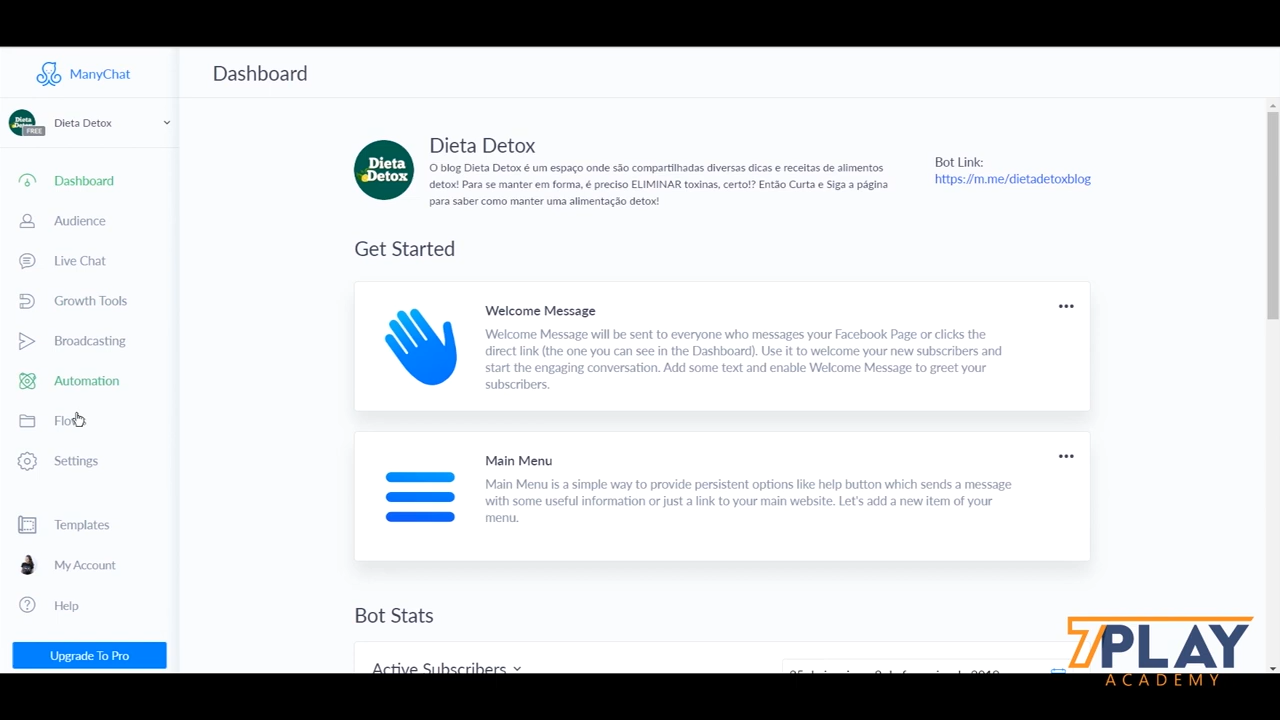 ManyChat
Dashboard
Dieta Detox
FREE
Dieta Detox
Dashboard
Audience
Live Chat
Growth Tools
Broadcasting
Automation
Settings
Templates
My Account
Help
Upgrade To Pro
Dieta
Detox
Dieta Detox
O blog Dieta Detox é um espaço onde são compartilhadas diversas dicas e receitas de alimentos
detox! Para se manter em forma, é preciso ELIMINAR toxinas, certo!? Então Curta e Siga a página
para saber como manter uma alimentação detox!
Bot Link:
https://m.me/dietadetoxblog
Get Started
Welcome Message
Welcome Message will be sent to everyone who messages your Facebook Page or clicks the
direct link (the one you can see in the Dashboard). Use it to welcome your new subscribers and
start the engaging conversation. Add some text and enable Welcome Message to greet your
subscribers.
Main Menu
Main Menu is a simple way to provide persistent options like help button which sends a message
with some useful information or just a link to your main website. Let's add a new item of your
menu.
Bot Stats
Active Subscribers
7PLAY
ACADEMY